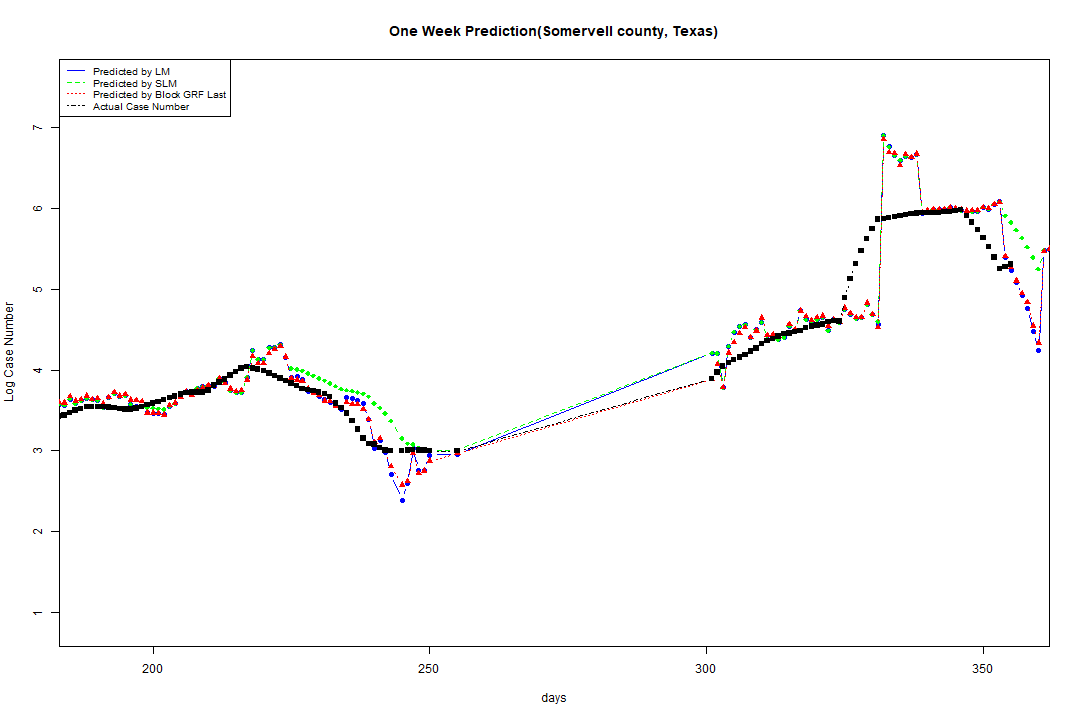 One Week Prediction(Somervell county, Texas)
Predicted by LM
Predicted by SLM
Predicted by Block GRF Last
Actual Case Number
7
6
5
4
3
2
1
Log Case Number
200
250
300
350
days